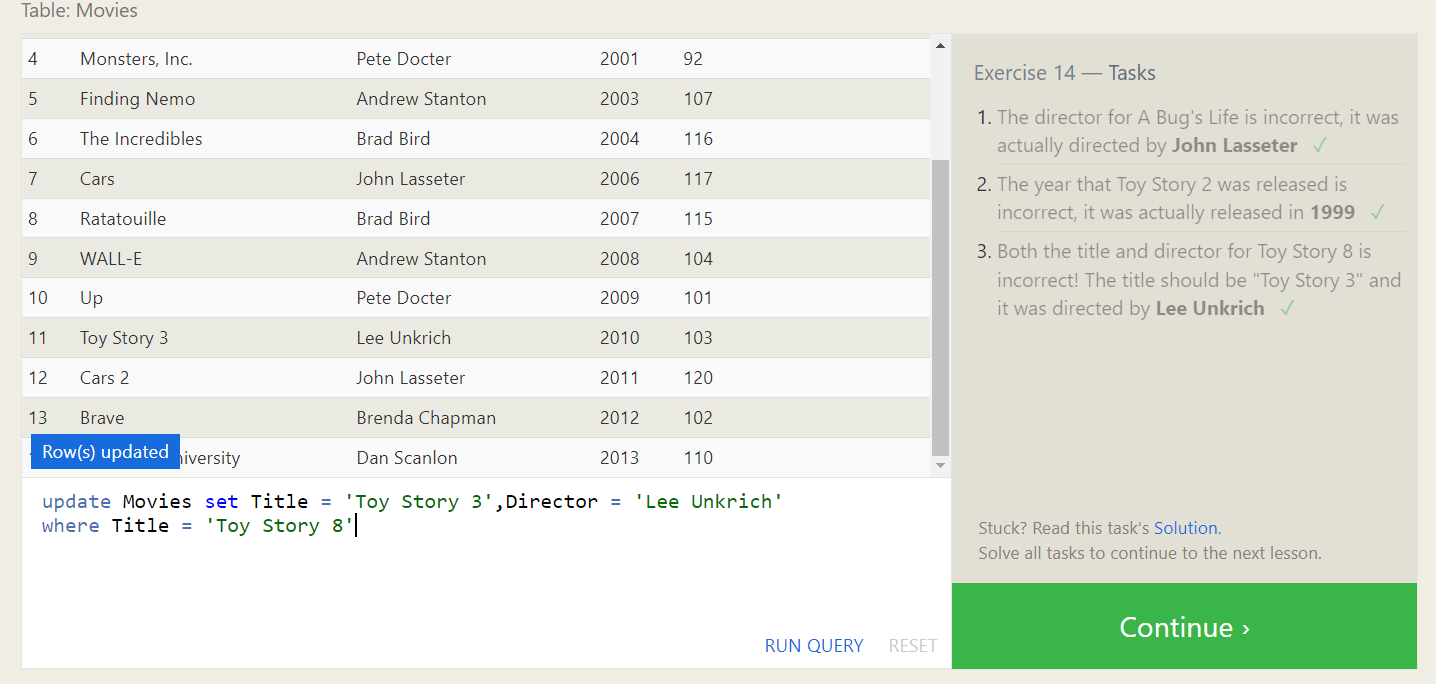 Table: Movies
4 Monsters, Inc. Pete Docter 2001 92
5 Finding Nemo Andrew Stanton 2003 107
6 The Incredibles Brad Bird 2004 116
7 Cars John Lasseter 2006 117
8 Ratatouille Brad Bird 2007 115
9 WALL-E Andrew Stanton 2008 104
10 Up Pete Docter 2009 101
11 Toy Story 3 Lee Unkrich 2010 103
12 Cars 2 John Lasseter 2011 120
13 Brave Brenda Chapman 2012 102
Dan Scanlon 2013 110
Row(s) updated
update Movies set Title = 'Toy Story 3',Director = 'Lee Unkrich'
where Title = 'Toy Story 8'
RUN QUERY RESET
Exercise 14 — Tasks
1. The director for A Bug's Life is incorrect, it was
actually directed by John Lasseter ✓
2. The year that Toy Story 2 was released is
incorrect, it was actually released in 1999 ✓
3. Both the title and director for Toy Story 8 is
incorrect! The title should be "Toy Story 3" and
it was directed by Lee Unkrich ✓
Stuck? Read this task's Solution.
Solve all tasks to continue to the next lesson.
Continue ›